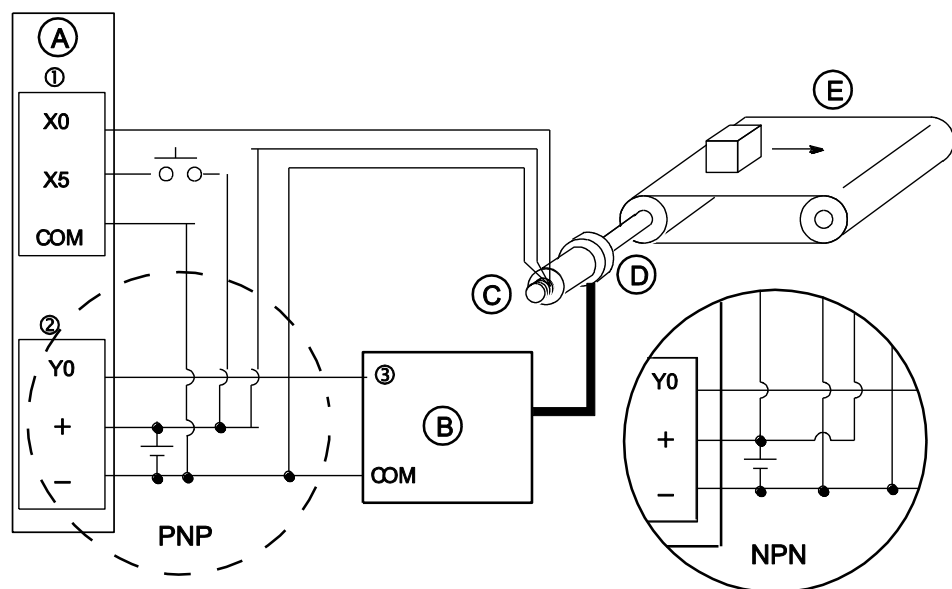 A
①
X0
X5
COM
②
Y0
+
−
PNP
③
B
COM
C
D
E
Y0
+
−
NPN